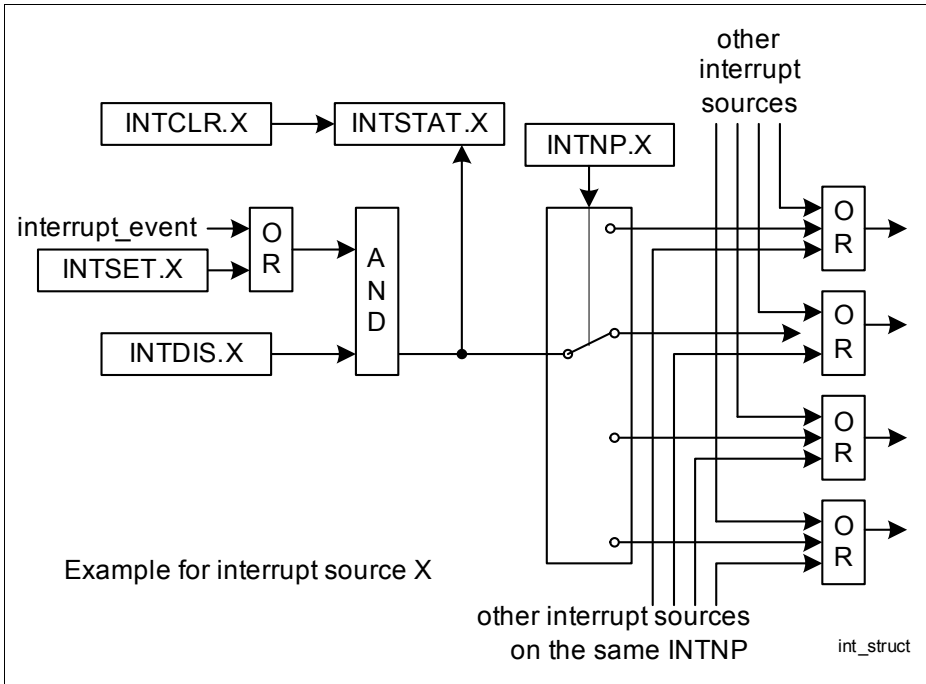 other
interrupt
sources
INTCLR.X
INTSTAT.X
INTNP.X
interrupt_event
INTSET.X
INTDIS.X
O
R
A
N
D
O
R
O
R
O
R
O
R
Example for interrupt source X
other interrupt sources
on the same INTNP
int_struct